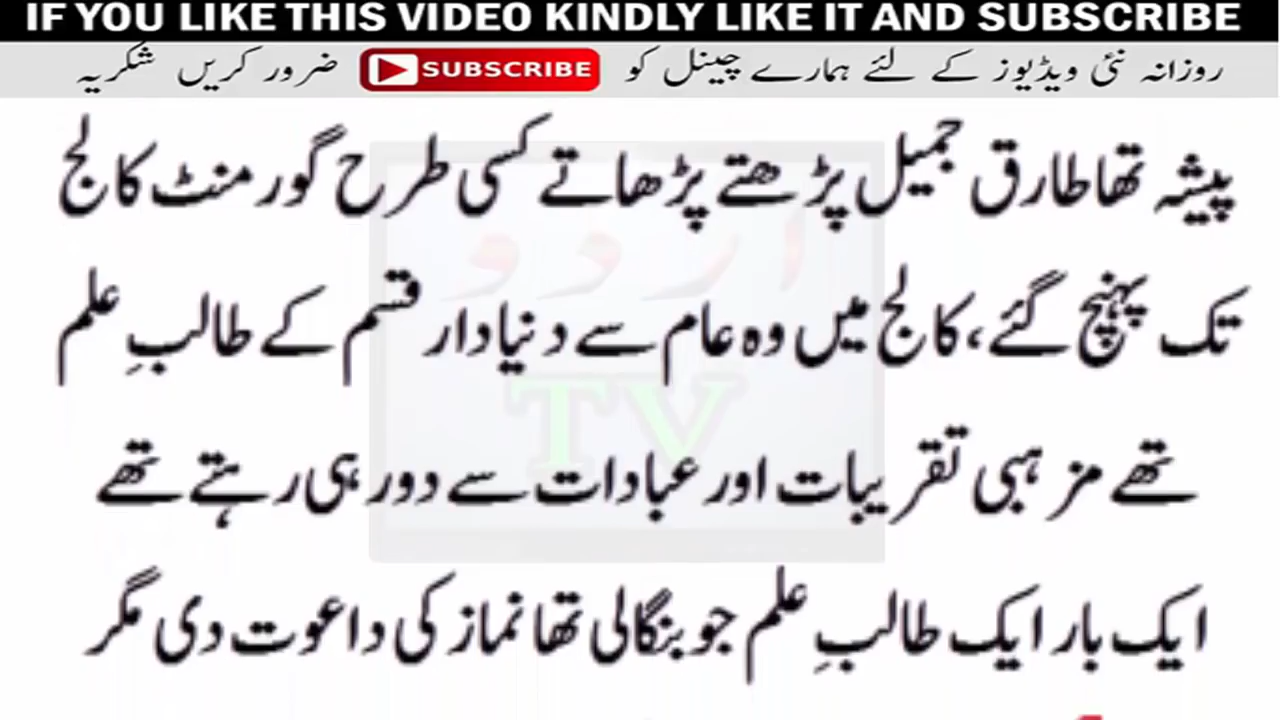 IF YOU LIKE THIS VIDEO KINDLY LIKE IT AND SUBSCRIBE
روزانہ نئی ویڈیوز کے لئے ہمارے چینل کو SUBSCRIBE ضرور کریں شکریہ
پیشہ تھا طارق جمیل پڑھتے پڑھاتے کسی طرح گورمنٹ کالج
تک پہنچ گئے، کالج میں وہ عام سے دنیادار قسم کے طالبِ علم
تھے مزہبی تقریبات اور عبادات سے دور ہی رہتے تھے
ایک بار ایک طالبِ علم جو بنگالی تھا نماز کی داعوت دی مگر
اردو
TV